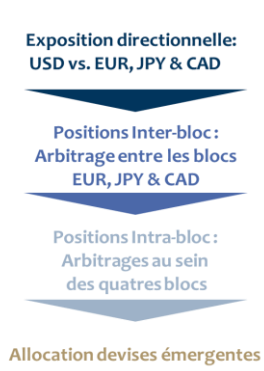 Exposition directionnelle:
USD vs. EUR, JPY & CAD
Positions Inter-bloc :
Arbitrage entre les blocs
EUR, JPY & CAD
Positions Intra-bloc :
Arbitrages au sein
des quatres blocs
Allocation devises émergentes